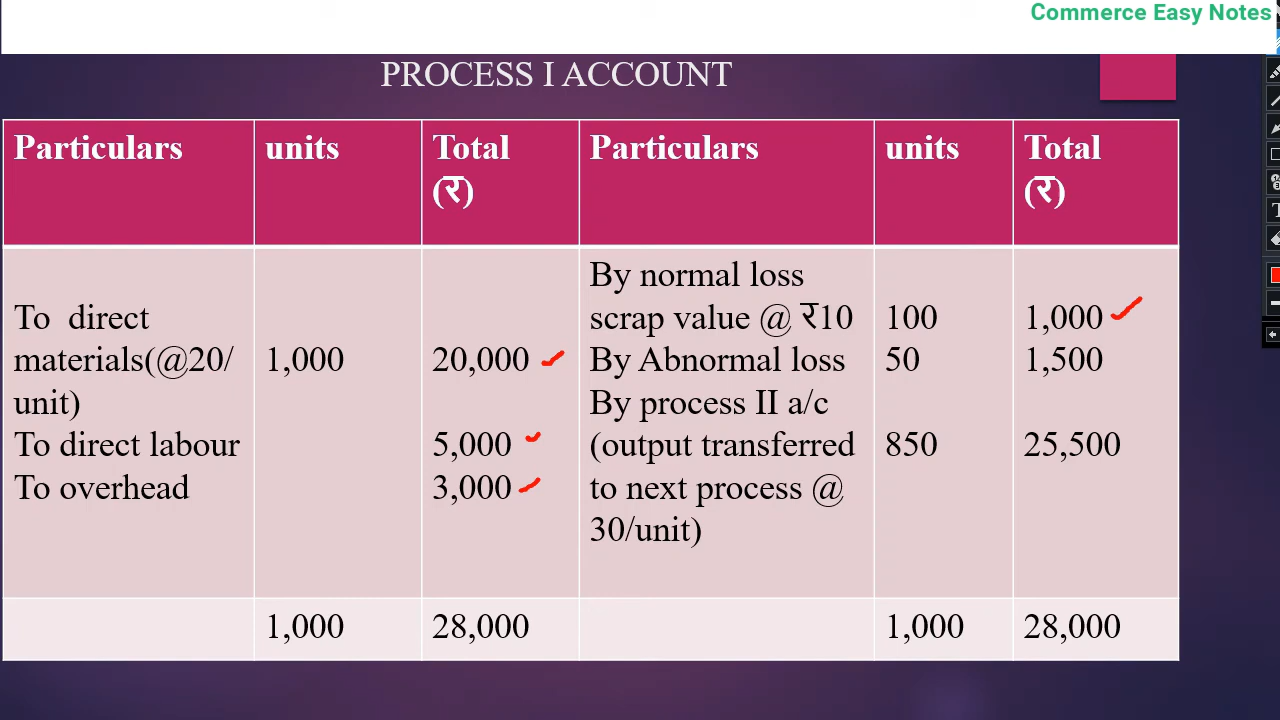 Commerce Easy Notes
PROCESS I ACCOUNT
Particulars
units
Total
(₹)
Particulars
units
Total
(₹)
To direct
materials(@20/
unit)
To direct labour
To overhead
1,000
20,000
5,000
3,000
By normal loss
scrap value @ ₹10
By Abnormal loss
By process II a/c
(output transferred
to next process @
30/unit)
100
50
850
1,000
1,500
25,500
1,000
28,000
1,000
28,000